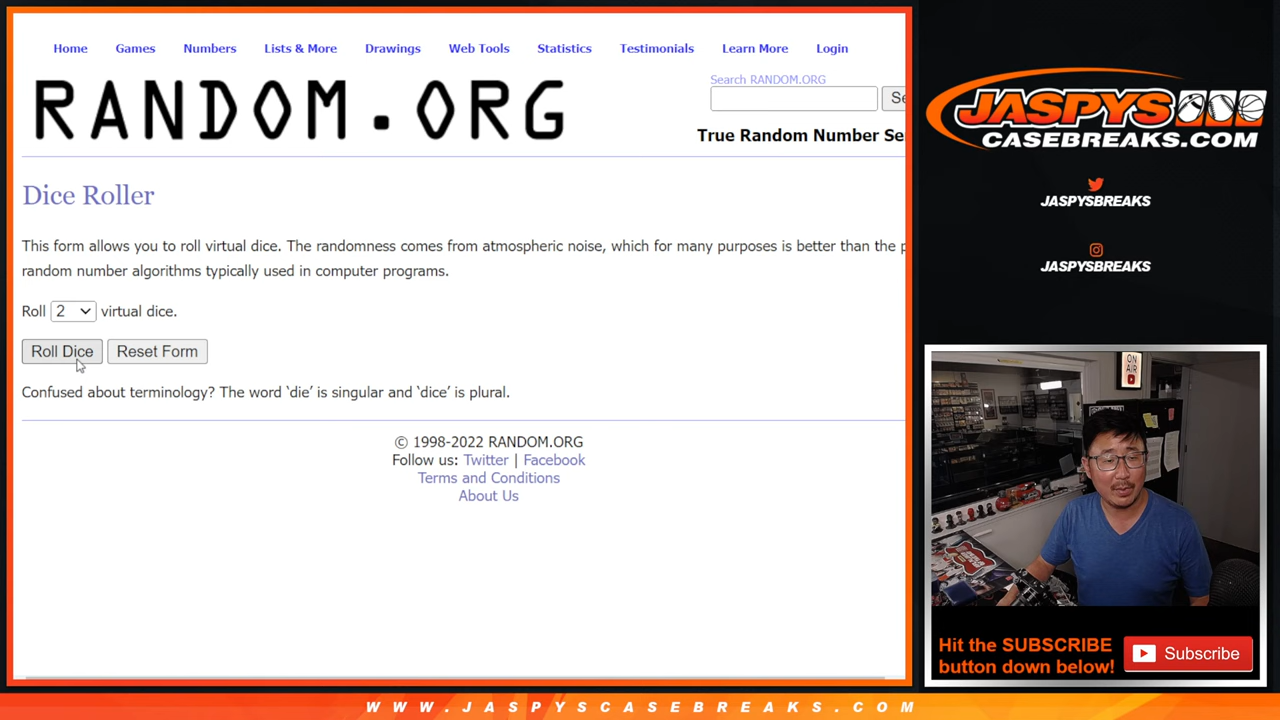 Home Games Numbers Lists & More Drawings Web Tools Statistics Testimonials Learn More Login
RANDOM.ORG
Search RANDOM.ORG
Se
True Random Number Se
Dice Roller
This form allows you to roll virtual dice. The randomness comes from atmospheric noise, which for many purposes is better than the p
random number algorithms typically used in computer programs.
Roll 2 virtual dice.
Roll Dice Reset Form
Confused about terminology? The word ‘die’ is singular and ‘dice’ is plural.
© 1998-2022 RANDOM.ORG
Follow us: Twitter | Facebook
Terms and Conditions
About Us
JASPYS
CASEBREAKS.COM
JASPYSBREAKS
JASPYSBREAKS
ON
AIR
Hit the SUBSCRIBE
button down below!
Subscribe
WWW.JASPYSCASEBREAKS.COM